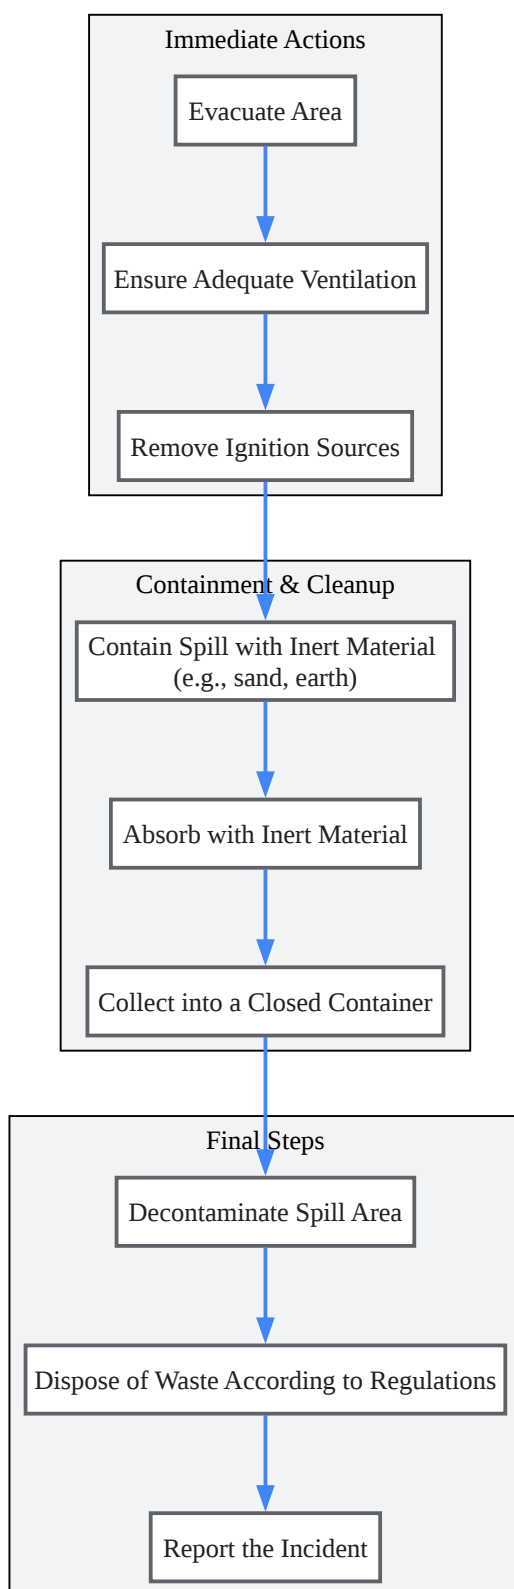 Immediate Actions
Evacuate Area
Ensure Adequate Ventilation
Remove Ignition Sources
Containment & Cleanup
Contain Spill with Inert Material
(e.g., sand, earth)
Absorb with Inert Material
Collect into a Closed Container
Final Steps
Decontaminate Spill Area
Dispose of Waste According to Regulations
Report the Incident